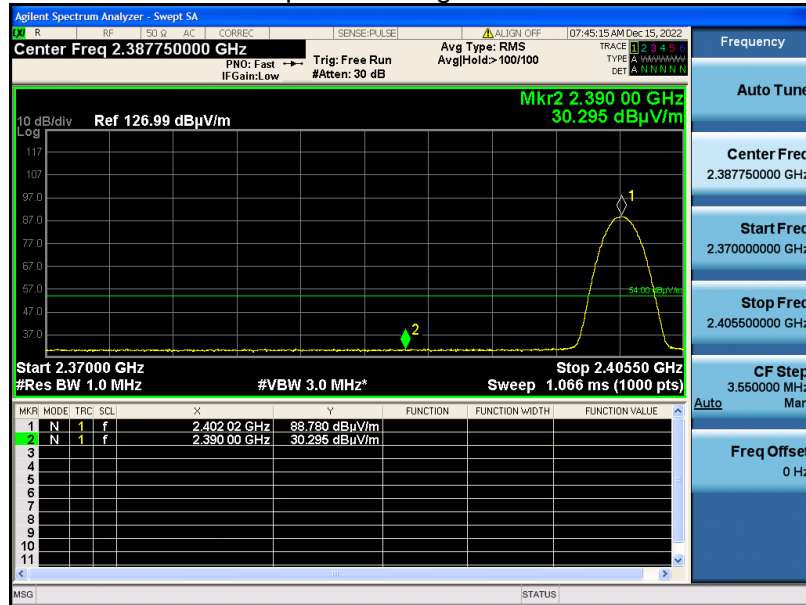 Agilent Spectrum Analyzer - Swept SA
LXI R RF 50 Ω AC CORREC SENSE:PULSE ALIGN OFF 07:45:15 AM Dec 15, 2022
Center Freq 2.387750000 GHz
PNO: Fast
IFGain:Low
Trig: Free Run
#Atten: 30 dB
Avg Type: RMS
Avg|Hold:>100/100
TRACE 1 2 3 4 5 6
TYPE A WWWWW
DET A N N N N N
Mkr2 2.390 00 GHz
30.295 dBµV/m
10 dB/div Ref 126.99 dBµV/m
Log
117
107
97.0
87.0
77.0
67.0
57.0
47.0
37.0
1
54.00 dBµV/m
2
Start 2.37000 GHz Stop 2.40550 GHz
#Res BW 1.0 MHz #VBW 3.0 MHz* Sweep 1.066 ms (1000 pts)
MKR MODE TRC SCL X Y FUNCTION FUNCTION WIDTH FUNCTION VALUE
1 N 1 f 2.402 02 GHz 88.780 dBµV/m
2 N 1 f 2.390 00 GHz 30.295 dBµV/m
3
4
5
6
7
8
9
10
11
MSG STATUS
Frequency
Auto Tune
Center Freq
2.387750000 GHz
Start Freq
2.370000000 GHz
Stop Freq
2.405500000 GHz
CF Step
3.550000 MHz
Auto Man
Freq Offset
0 Hz